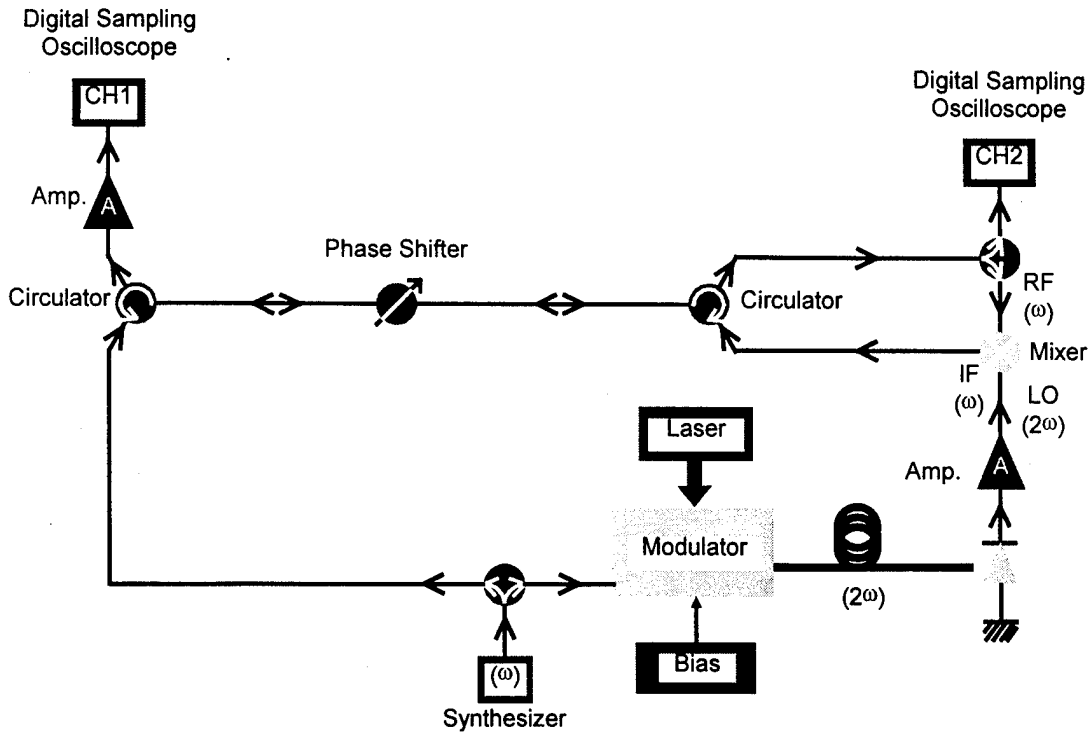 Digital Sampling
Oscilloscope
CH1
Amp.
A
Circulator
Phase Shifter
Circulator
Digital Sampling
Oscilloscope
CH2
RF
(ω)
Mixer
IF
(ω)
LO
(2ω)
Amp.
A
Laser
Modulator
(2ω)
Bias
(ω)
Synthesizer